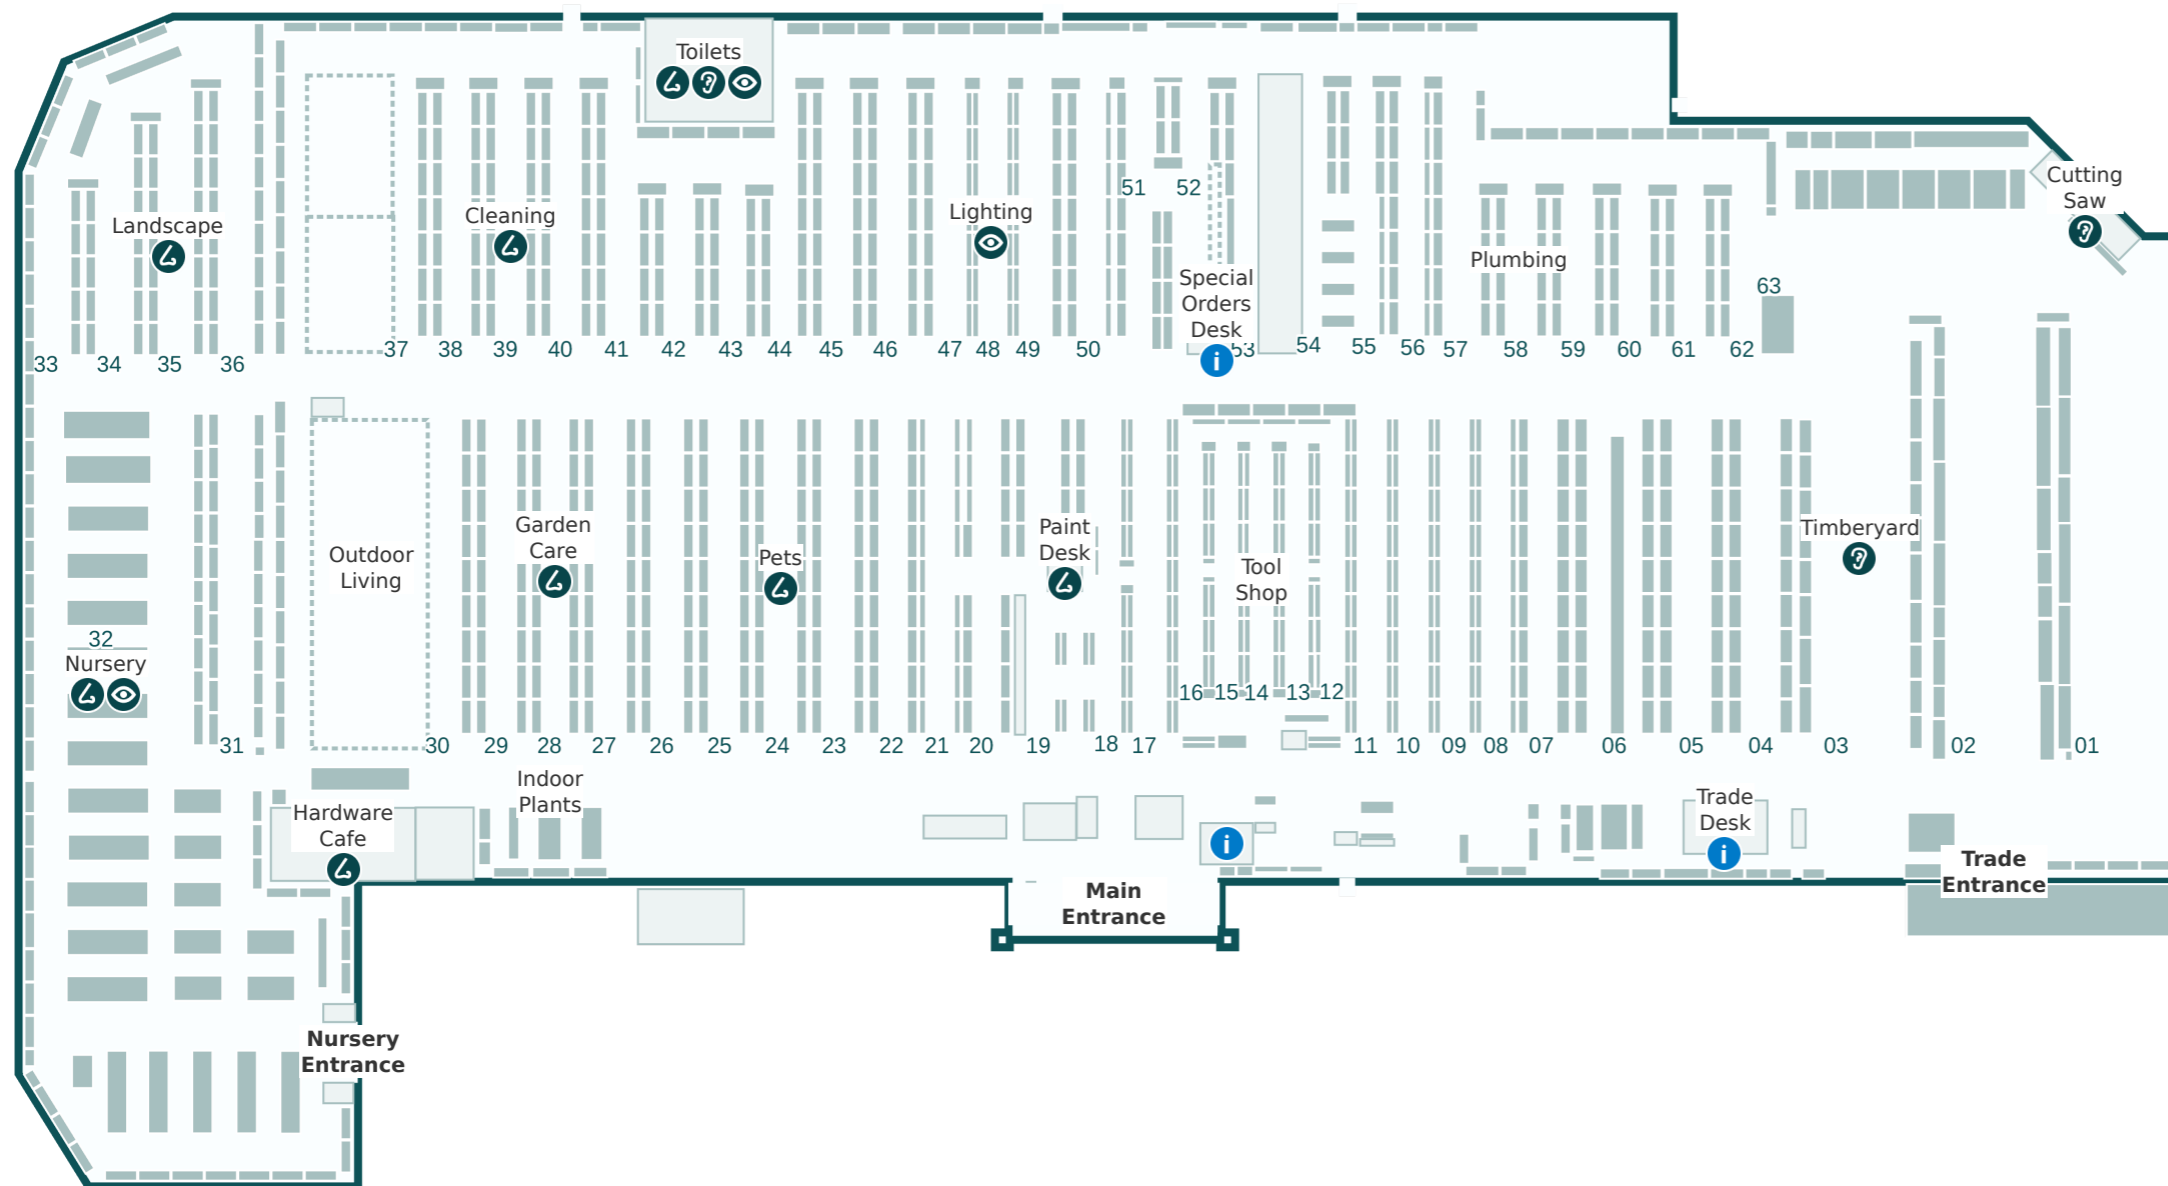 Toilets
Cutting
Saw
51
52
Landscape
Cleaning
Lighting
Plumbing
Special
Orders
Desk
63
33
34
35
36
37
38
39
40
41
42
43
44
45
46
47
48
49
50
i
53
54
55
56
57
58
59
60
61
62
Outdoor
Living
Garden
Care
Pets
Paint
Desk
Tool
Shop
Timberyard
32
Nursery
16
15
14
13
12
31
30
29
28
27
26
25
24
23
22
21
20
19
18
17
11
10
09
08
07
06
05
04
03
02
01
Indoor
Plants
Hardware
Cafe
i
Trade
Desk
i
Main
Entrance
Trade
Entrance
Nursery
Entrance